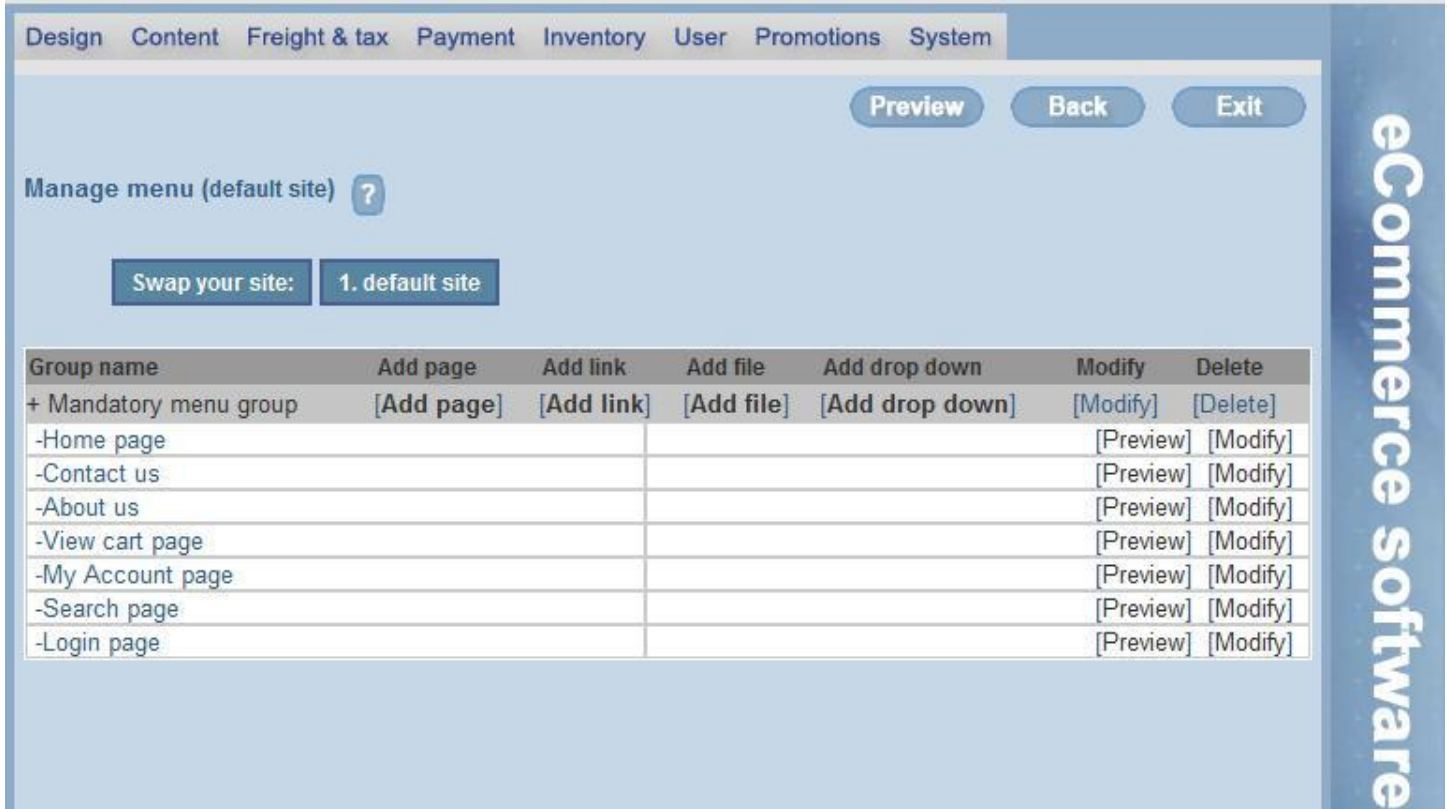 Design Content Freight & tax Payment Inventory User Promotions System
Preview Back Exit
Manage menu (default site) ?
Swap your site: 1. default site
Group name Add page Add link Add file Add drop down Modify Delete
+ Mandatory menu group [Add page] [Add link] [Add file] [Add drop down] [Modify] [Delete]
-Home page [Preview] [Modify]
-Contact us [Preview] [Modify]
-About us [Preview] [Modify]
-View cart page [Preview] [Modify]
-My Account page [Preview] [Modify]
-Search page [Preview] [Modify]
-Login page [Preview] [Modify]
eCommerce software